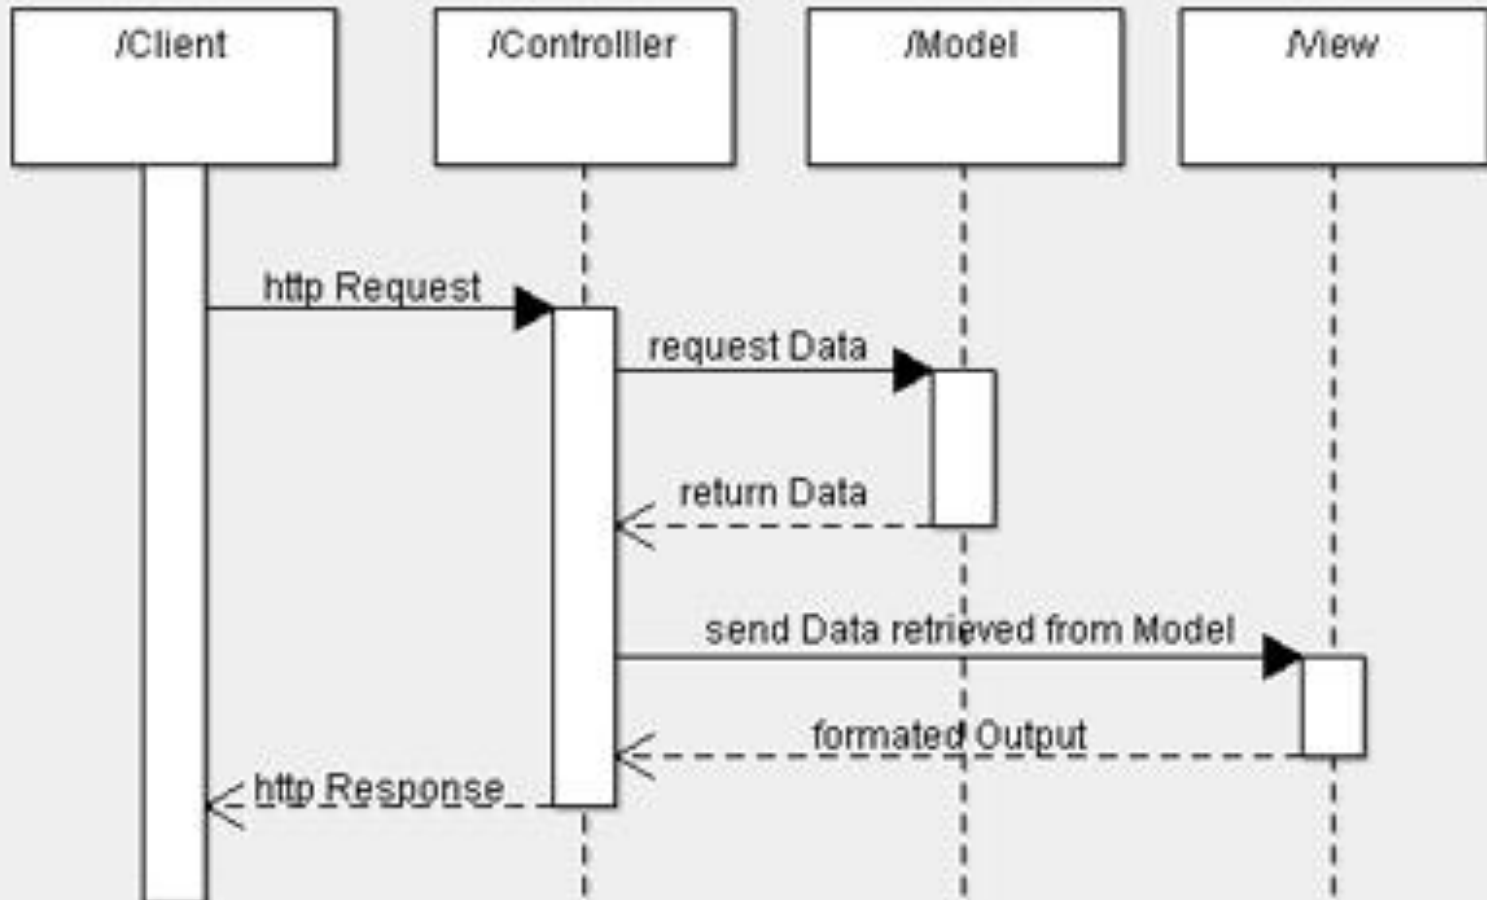 /Client
/Controlller
/Model
/View
http Request
request Data
return Data
send Data retrieved from Model
formated Output
http Response